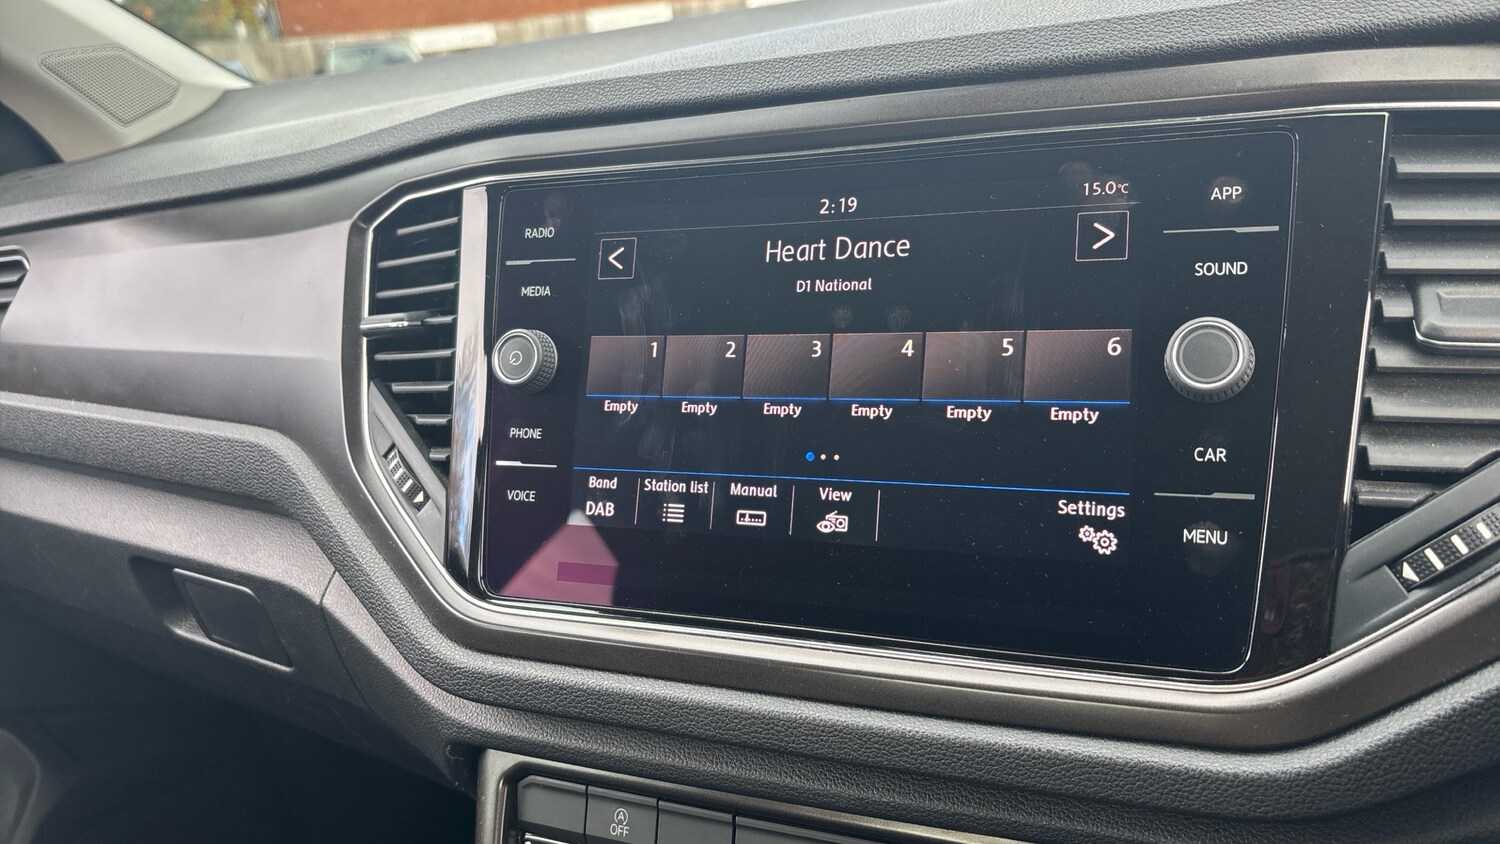 2:19
15.0°C
Heart Dance
D1 National
1 2 3 4 5 6
Empty Empty Empty Empty Empty Empty
Band
DAB
Station list
Manual
View
Settings
RADIO
MEDIA
PHONE
VOICE
APP
SOUND
CAR
MENU
A
OFF